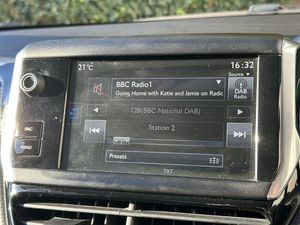 21°C
16:32
Source
BBC Radio1
Going Home with Katie and Jamie on Radio
DAB
Radio
12B(BBC National DAB)
Station 2
SRC
MENU
Presets
TXT